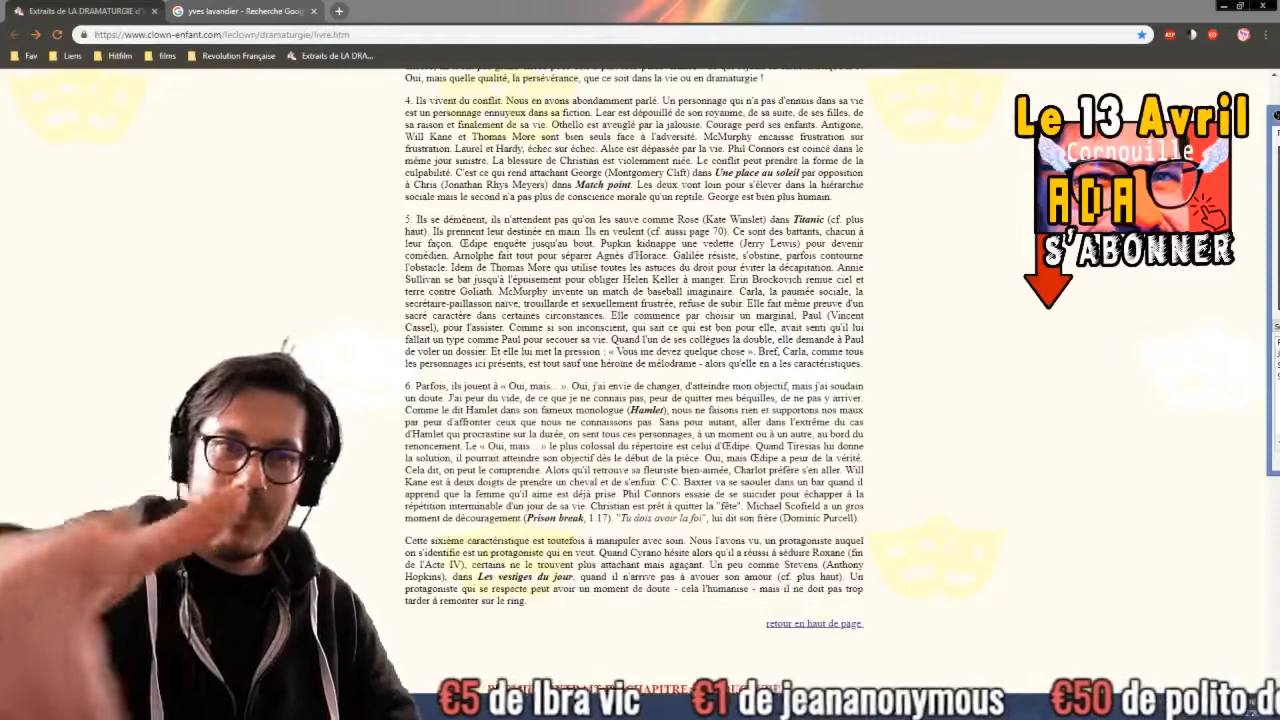 Extraits de LA DRAMATURGIE d'
yves lavandier - Recherche Goog
https://www.clown-enfant.com/leclown/dramaturgie/livre.htm
Fav
Liens
Hitfilm
films
Revolution Française
Extraits de LA DRA...
Oui, mais quelle qualité, la persévérance, que ce soit dans la vie ou en dramaturgie !
4. Ils vivent du conflit. Nous en avons abondamment parlé. Un personnage qui n'a pas d'ennuis dans sa vie
est un personnage ennuyeux dans sa fiction. Lear est dépouillé de son royaume, de sa suite, de ses filles, de
sa raison et finalement de sa vie. Othello est aveuglé par la jalousie. Courage perd ses enfants. Antigone,
Will Kane et Thomas More sont bien seuls face à l'adversité. McMurphy encaisse frustration sur
frustration. Laurel et Hardy, échec sur échec. Alice est dépassée par la vie. Phil Connors est coincé dans le
même jour sinistre. La blessure de Christian est violemment niée. Le conflit peut prendre la forme de la
culpabilité. C'est ce qui rend attachant George (Montgomery Clift) dans Une place au soleil par opposition
à Chris (Jonathan Rhys Meyers) dans Match point. Les deux vont loin pour s'élever dans la hiérarchie
sociale mais le second n'a pas plus de conscience morale qu'un reptile. George est bien plus humain.
5. Ils se démènent, ils n'attendent pas qu'on les sauve comme Rose (Kate Winslet) dans Titanic (cf. plus
haut). Ils prennent leur destinée en main. Ils en veulent (cf. aussi page 70). Ce sont des battants, chacun à
leur façon. Œdipe enquête jusqu'au bout. Pupkin kidnappe une vedette (Jerry Lewis) pour devenir
comédien. Arnolphe fait tout pour séparer Agnès d'Horace. Galilée résiste, s'obstine, parfois contourne
l'obstacle. Idem de Thomas More qui utilise toutes les astuces du droit pour éviter la décapitation. Annie
Sullivan se bat jusqu'à l'épuisement pour obliger Helen Keller à manger. Erin Brockovich remue ciel et
terre contre Goliath. McMurphy invente un match de baseball imaginaire. Carla, la paumée sociale, la
secrétaire-paillasson naïve, trouillarde et sexuellement frustrée, refuse de subir. Elle fait même preuve d'un
sacré caractère dans certaines circonstances. Elle commence par choisir un marginal, Paul (Vincent
Cassel), pour l'assister. Comme si son inconscient, qui sait ce qui est bon pour elle, avait senti qu'il lui
fallait un type comme Paul pour secouer sa vie. Quand l'un de ses collègues la double, elle demande à Paul
de voler un dossier. Et elle lui met la pression : « Vous me devez quelque chose ». Bref, Carla, comme tous
les personnages ici présents, est tout sauf une héroïne de mélodrame - alors qu'elle en a les caractéristiques.
6. Parfois, ils jouent à « Oui, mais... ». Oui, j'ai envie de changer, d'atteindre mon objectif, mais j'ai soudain
un doute. J'ai peur du vide, de ce que je ne connais pas, peur de quitter mes béquilles, de ne pas y arriver.
Comme le dit Hamlet dans son fameux monologue (Hamlet), nous ne faisons rien et supportons nos maux
par peur d'affronter ceux que nous ne connaissons pas. Sans pour autant, aller dans l'extrême du cas
d'Hamlet qui procrastine sur la durée, on sent tous ces personnages, à un moment ou à un autre, au bord du
renoncement. Le « Oui, mais... » le plus colossal du répertoire est celui d'Œdipe. Quand Tiresias lui donne
la solution, il pourrait atteindre son objectif dès le début de la pièce. Oui, mais Œdipe a peur de la vérité.
Cela dit, on peut le comprendre. Alors qu'il retrouve sa fleuriste bien-aimée, Charlot préfère s'en aller. Will
Kane est à deux doigts de prendre un cheval et de s'enfuir. C.C. Baxter va se saouler dans un bar quand il
apprend que la femme qu'il aime est déjà prise. Phil Connors essaie de se suicider pour échapper à la
répétition interminable d'un jour de sa vie. Christian est prêt à quitter la "fête". Michael Scofield a un gros
moment de découragement (Prison break, 1.17). "Tu dois avoir la foi", lui dit son frère (Dominic Purcell).
Cette sixième caractéristique est toutefois à manipuler avec soin. Nous l'avons vu, un protagoniste auquel
on s'identifie est un protagoniste qui en veut. Quand Cyrano hésite alors qu'il a réussi à séduire Roxane (fin
de l'Acte IV), certains ne le trouvent plus attachant mais agaçant. Un peu comme Stevens (Anthony
Hopkins), dans Les vestiges du jour, quand il n'arrive pas à avouer son amour (cf. plus haut). Un
protagoniste qui se respecte peut avoir un moment de doute - cela l'humanise - mais il ne doit pas trop
tarder à remonter sur le ring.
retour en haut de page
Le 13 Avril
Cornouille
ADA
S'ABONNER
€5 de Ibra vic €1 de jeananonymous €50 de polito de